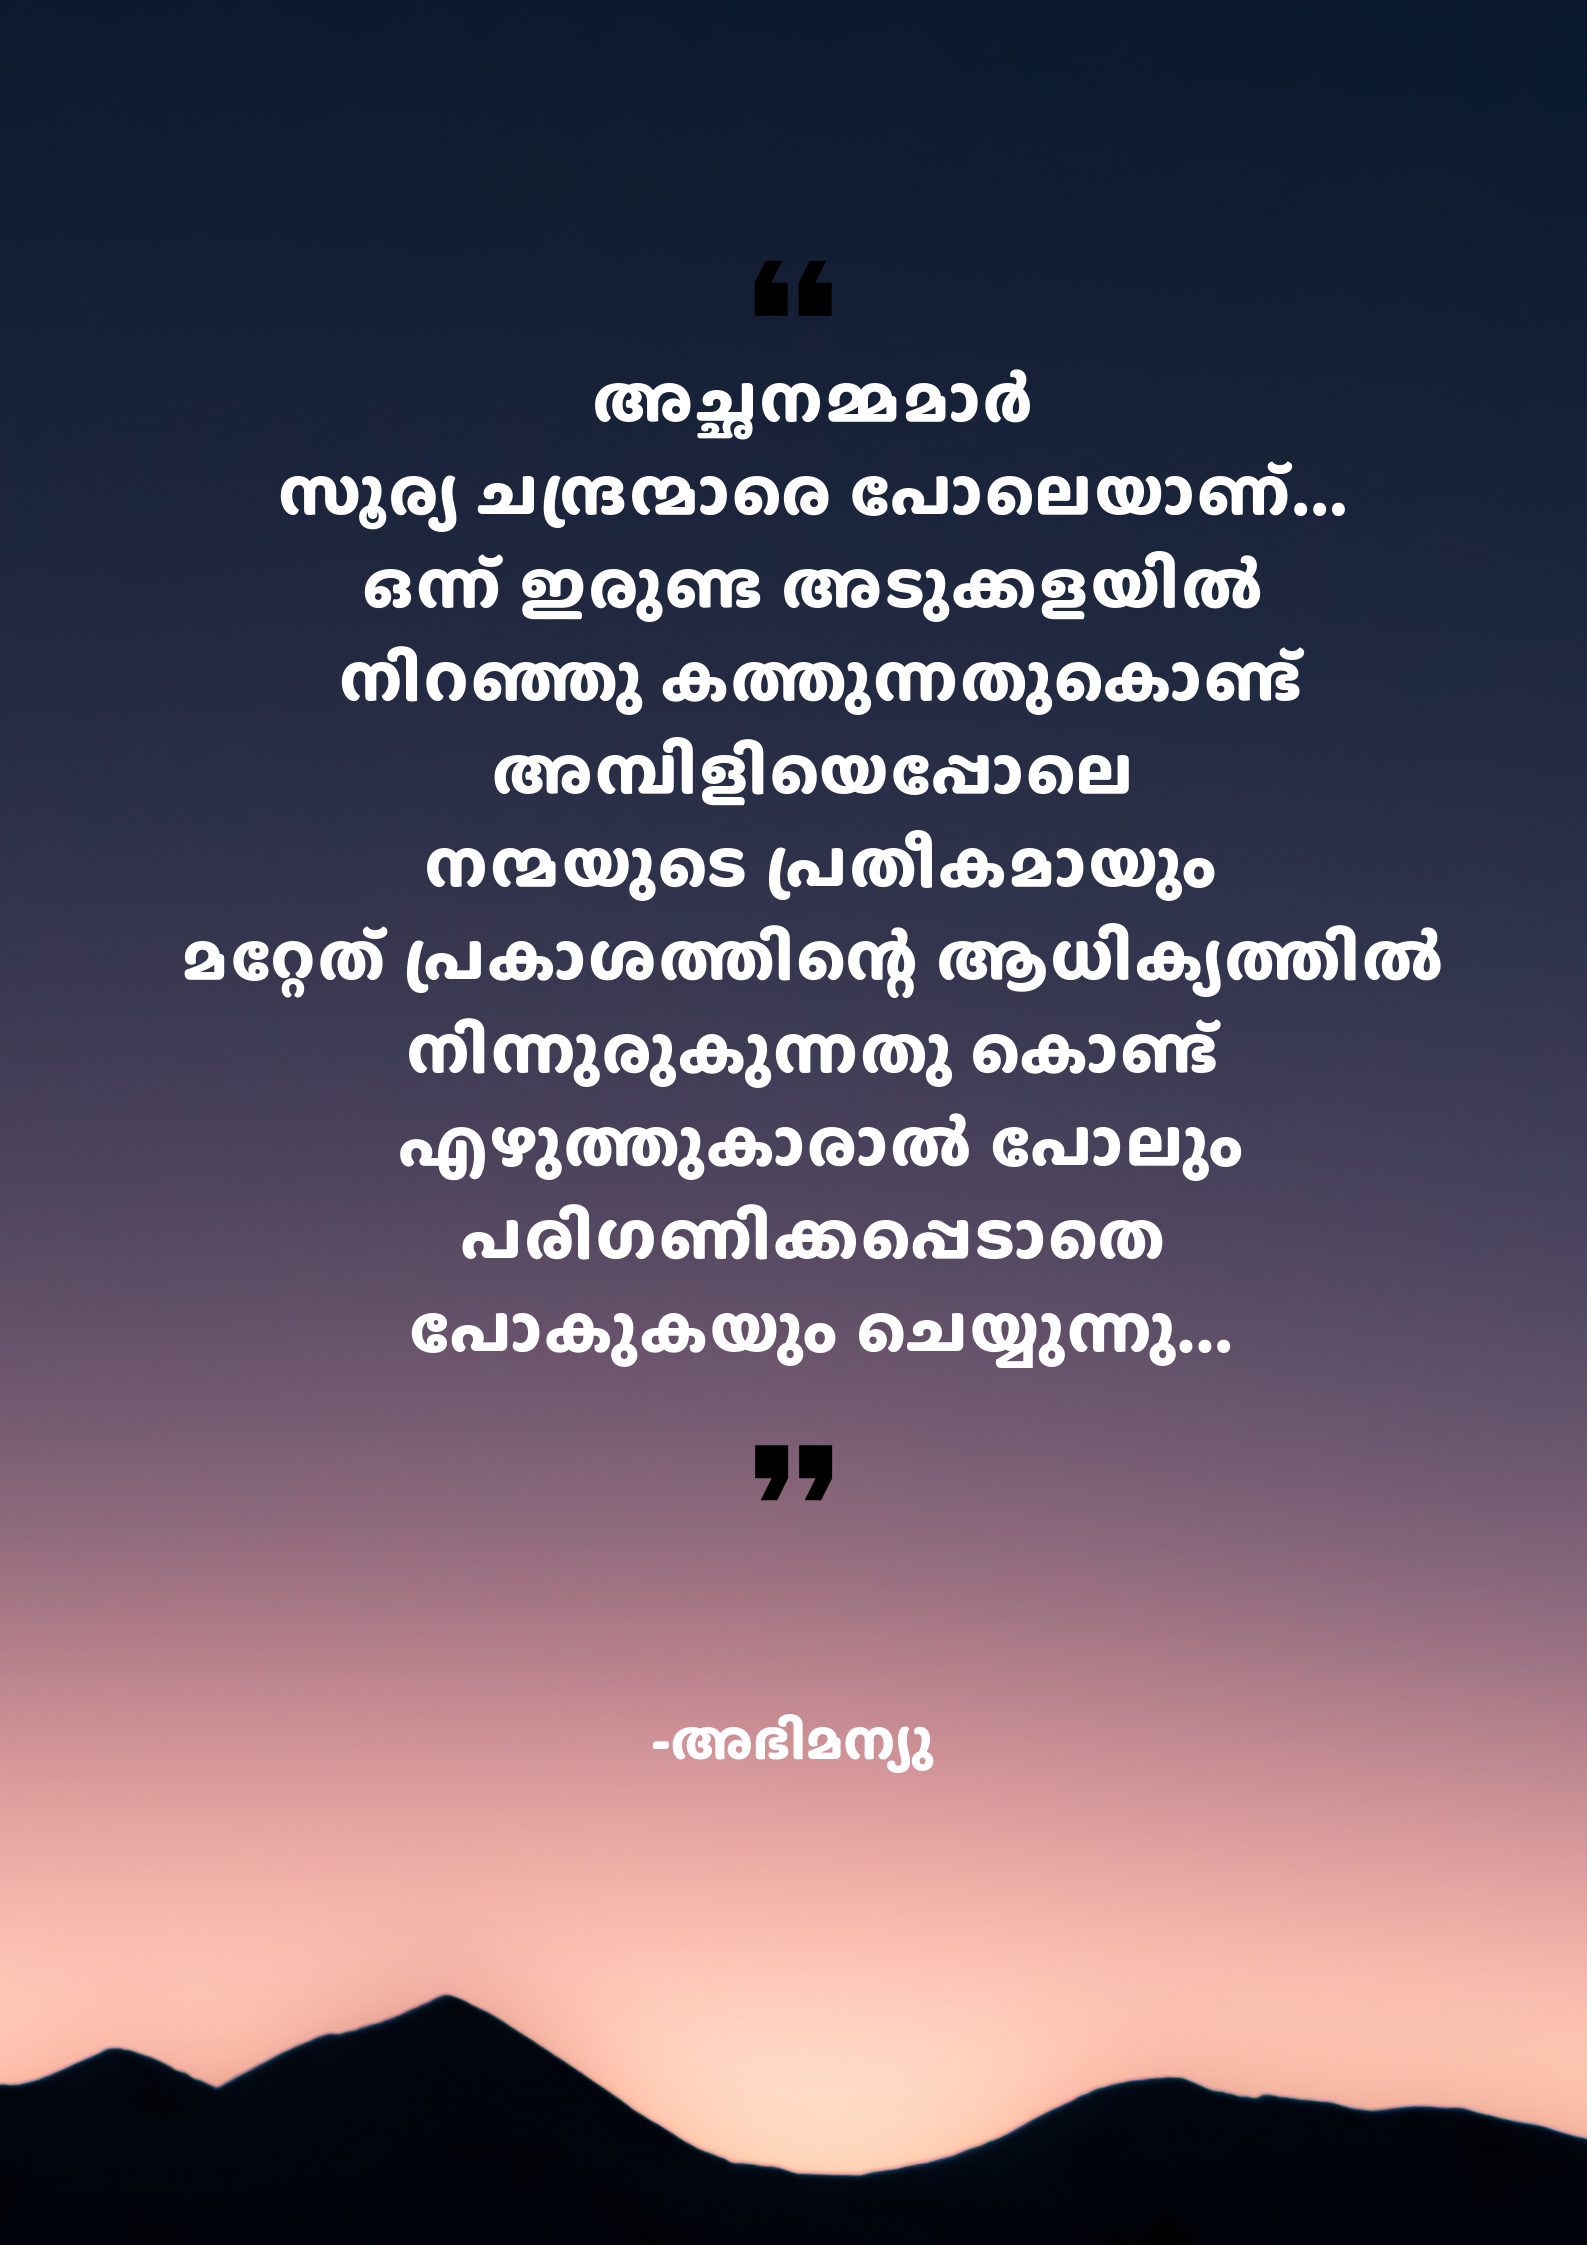 “
അച്ഛനമ്മമാർ
സൂര്യ ചന്ദ്രന്മാരെ പോലെയാണ്...
ഒന്ന് ഇരുണ്ട അടുക്കളയിൽ
നിറഞ്ഞു കത്തുന്നതുകൊണ്ട്
അമ്പിളിയെപ്പോലെ
നന്മയുടെ പ്രതീകമായും
മറ്റേത് പ്രകാശത്തിന്റെ ആധിക്യത്തിൽ
നിന്നുരുകുന്നതു കൊണ്ട്
എഴുത്തുകാരാൽ പോലും
പരിഗണിക്കപ്പെടാതെ
പോകുകയും ചെയ്യുന്നു...
”
-അഭിമന്യു